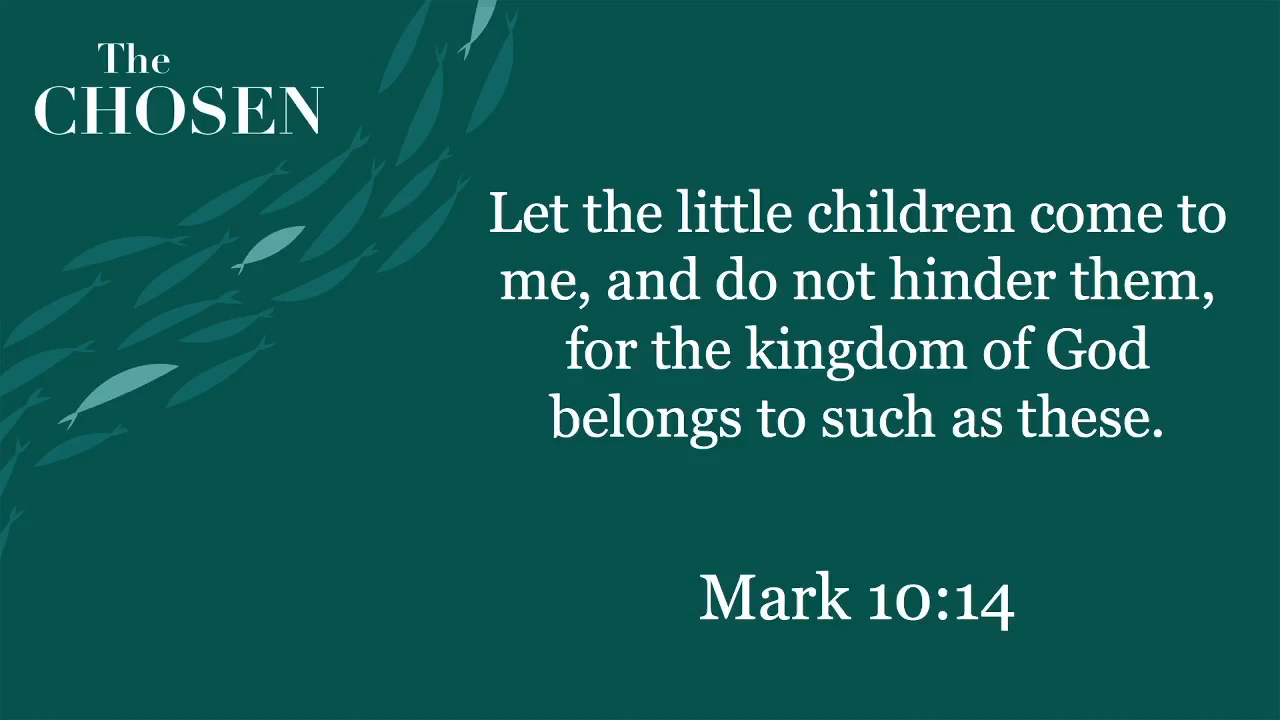 The
CHOSEN
Let the little children come to
me, and do not hinder them,
for the kingdom of God
belongs to such as these.
Mark 10:14